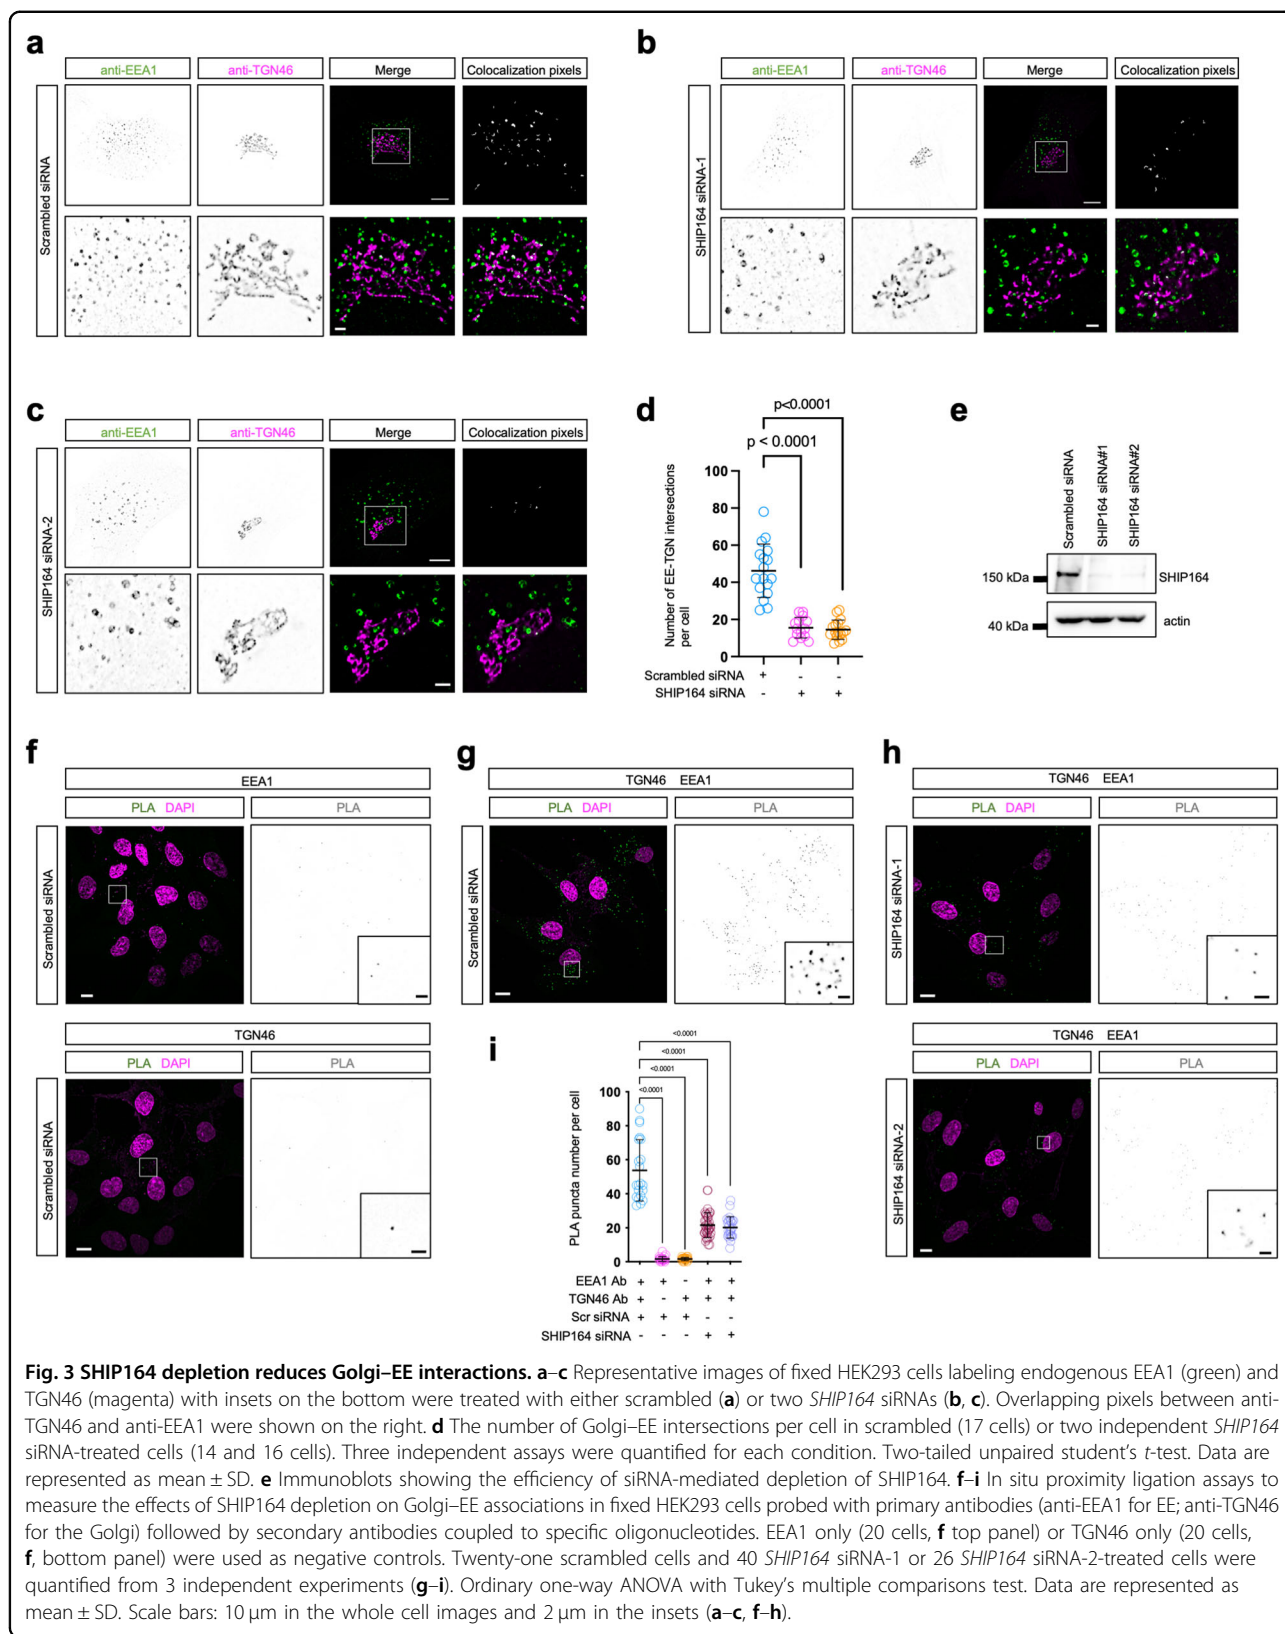 a
anti-EEA1 anti-TGN46 Merge Colocalization pixels
Scrambled siRNA
b
anti-EEA1 anti-TGN46 Merge Colocalization pixels
SHIP164 siRNA-1
c
anti-EEA1 anti-TGN46 Merge Colocalization pixels
SHIP164 siRNA-2
d
p<0.0001
p < 0.0001
Number of EE-TGN intersections
per cell
100
80
60
40
20
0
Scrambled siRNA + - -
SHIP164 siRNA - + +
e
Scrambled siRNA
SHIP164 siRNA#1
SHIP164 siRNA#2
150 kDa SHIP164
40 kDa actin
f
EEA1
PLA DAPI PLA
Scrambled siRNA
TGN46
PLA DAPI PLA
Scrambled siRNA
g
TGN46 EEA1
PLA DAPI PLA
Scrambled siRNA
h
TGN46 EEA1
PLA DAPI PLA
SHIP164 siRNA-1
TGN46 EEA1
PLA DAPI PLA
SHIP164 siRNA-2
i
<0.0001
<0.0001
<0.0001
<0.0001
PLA puncta number per cell
100
80
60
40
20
0
EEA1 Ab + + - + +
TGN46 Ab + - + + +
Scr siRNA + + + - -
SHIP164 siRNA - - - + +
Fig. 3 SHIP164 depletion reduces Golgi–EE interactions. a–c Representative images of fixed HEK293 cells labeling endogenous EEA1 (green) and
TGN46 (magenta) with insets on the bottom were treated with either scrambled (a) or two SHIP164 siRNAs (b, c). Overlapping pixels between anti-
TGN46 and anti-EEA1 were shown on the right. d The number of Golgi–EE intersections per cell in scrambled (17 cells) or two independent SHIP164
siRNA-treated cells (14 and 16 cells). Three independent assays were quantified for each condition. Two-tailed unpaired student's t-test. Data are
represented as mean ± SD. e Immunoblots showing the efficiency of siRNA-mediated depletion of SHIP164. f–i In situ proximity ligation assays to
measure the effects of SHIP164 depletion on Golgi–EE associations in fixed HEK293 cells probed with primary antibodies (anti-EEA1 for EE; anti-TGN46
for the Golgi) followed by secondary antibodies coupled to specific oligonucleotides. EEA1 only (20 cells, f top panel) or TGN46 only (20 cells,
f, bottom panel) were used as negative controls. Twenty-one scrambled cells and 40 SHIP164 siRNA-1 or 26 SHIP164 siRNA-2-treated cells were
quantified from 3 independent experiments (g–i). Ordinary one-way ANOVA with Tukey's multiple comparisons test. Data are represented as
mean ± SD. Scale bars: 10 μm in the whole cell images and 2 μm in the insets (a–c, f–h).